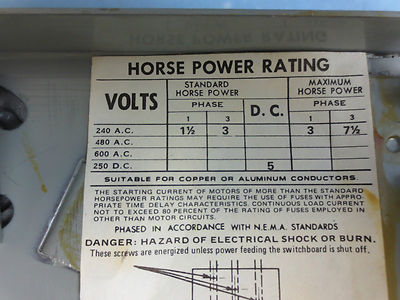 HORSE POWER RATING
HORSE POWER RATING
VOLTS STANDARD HORSE POWER D. C. MAXIMUM HORSE POWER
PHASE PHASE
1 3 1 3
240 A.C. 1½ 3 3 7½
480 A.C.
600 A.C.
250 D.C. 5
SUITABLE FOR COPPER OR ALUMINUM CONDUCTORS.
THE STARTING CURRENT OF MOTORS OF MORE THAN THE STANDARD
HORSEPOWER RATINGS MAY REQUIRE THE USE OF FUSES WITH APPRO-
PRIATE TIME DELAY CHARACTERISTICS. CONTINUOUS LOAD CURRENT
NOT TO EXCEED 80 PERCENT OF THE RATING OF FUSES EMPLOYED IN
OTHER THAN MOTOR CIRCUITS.
PHASED IN ACCORDANCE WITH N.E.M.A. STANDARDS
DANGER: HAZARD OF ELECTRICAL SHOCK OR BURN.
These screws are energized unless power feeding the switchboard is shut off.